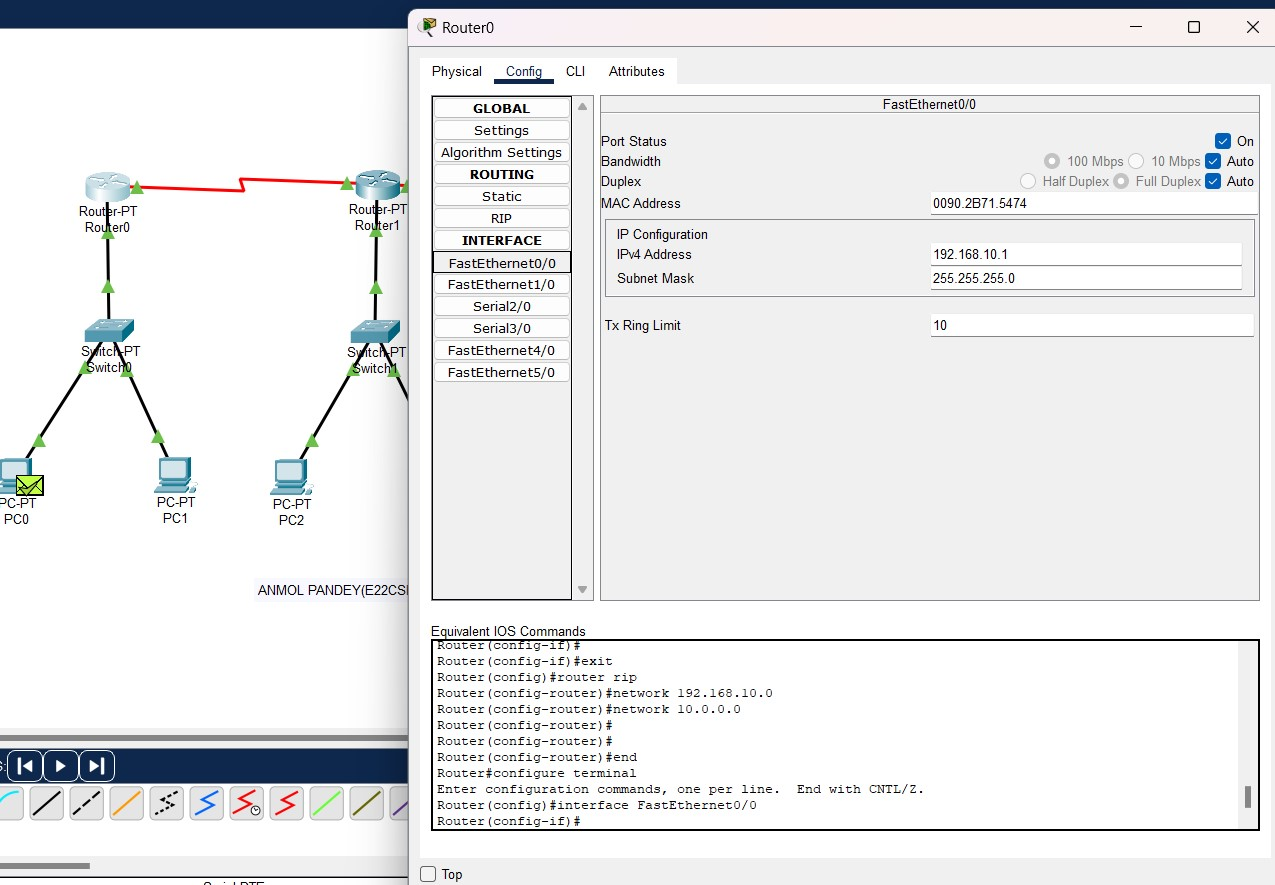 Router0
Physical Config CLI Attributes
GLOBAL
Settings
Algorithm Settings
ROUTING
Static
RIP
INTERFACE
FastEthernet0/0
FastEthernet1/0
Serial2/0
Serial3/0
FastEthernet4/0
FastEthernet5/0
FastEthernet0/0
Port Status On
Bandwidth 100 Mbps 10 Mbps Auto
Duplex Half Duplex Full Duplex Auto
MAC Address 0090.2B71.5474
IP Configuration
IPv4 Address 192.168.10.1
Subnet Mask 255.255.255.0
Tx Ring Limit 10
Equivalent IOS Commands
Router(config-if)#
Router(config-if)#exit
Router(config)#router rip
Router(config-router)#network 192.168.10.0
Router(config-router)#network 10.0.0.0
Router(config-router)#
Router(config-router)#
Router(config-router)#end
Router#configure terminal
Enter configuration commands, one per line. End with CNTL/Z.
Router(config)#interface FastEthernet0/0
Router(config-if)#
Top
Router-PT
Router0
Router-PT
Router1
Switch-PT
Switch0
Switch-PT
Switch1
PC-PT
PC0
PC-PT
PC1
PC-PT
PC2
ANMOL PANDEY(E22CS